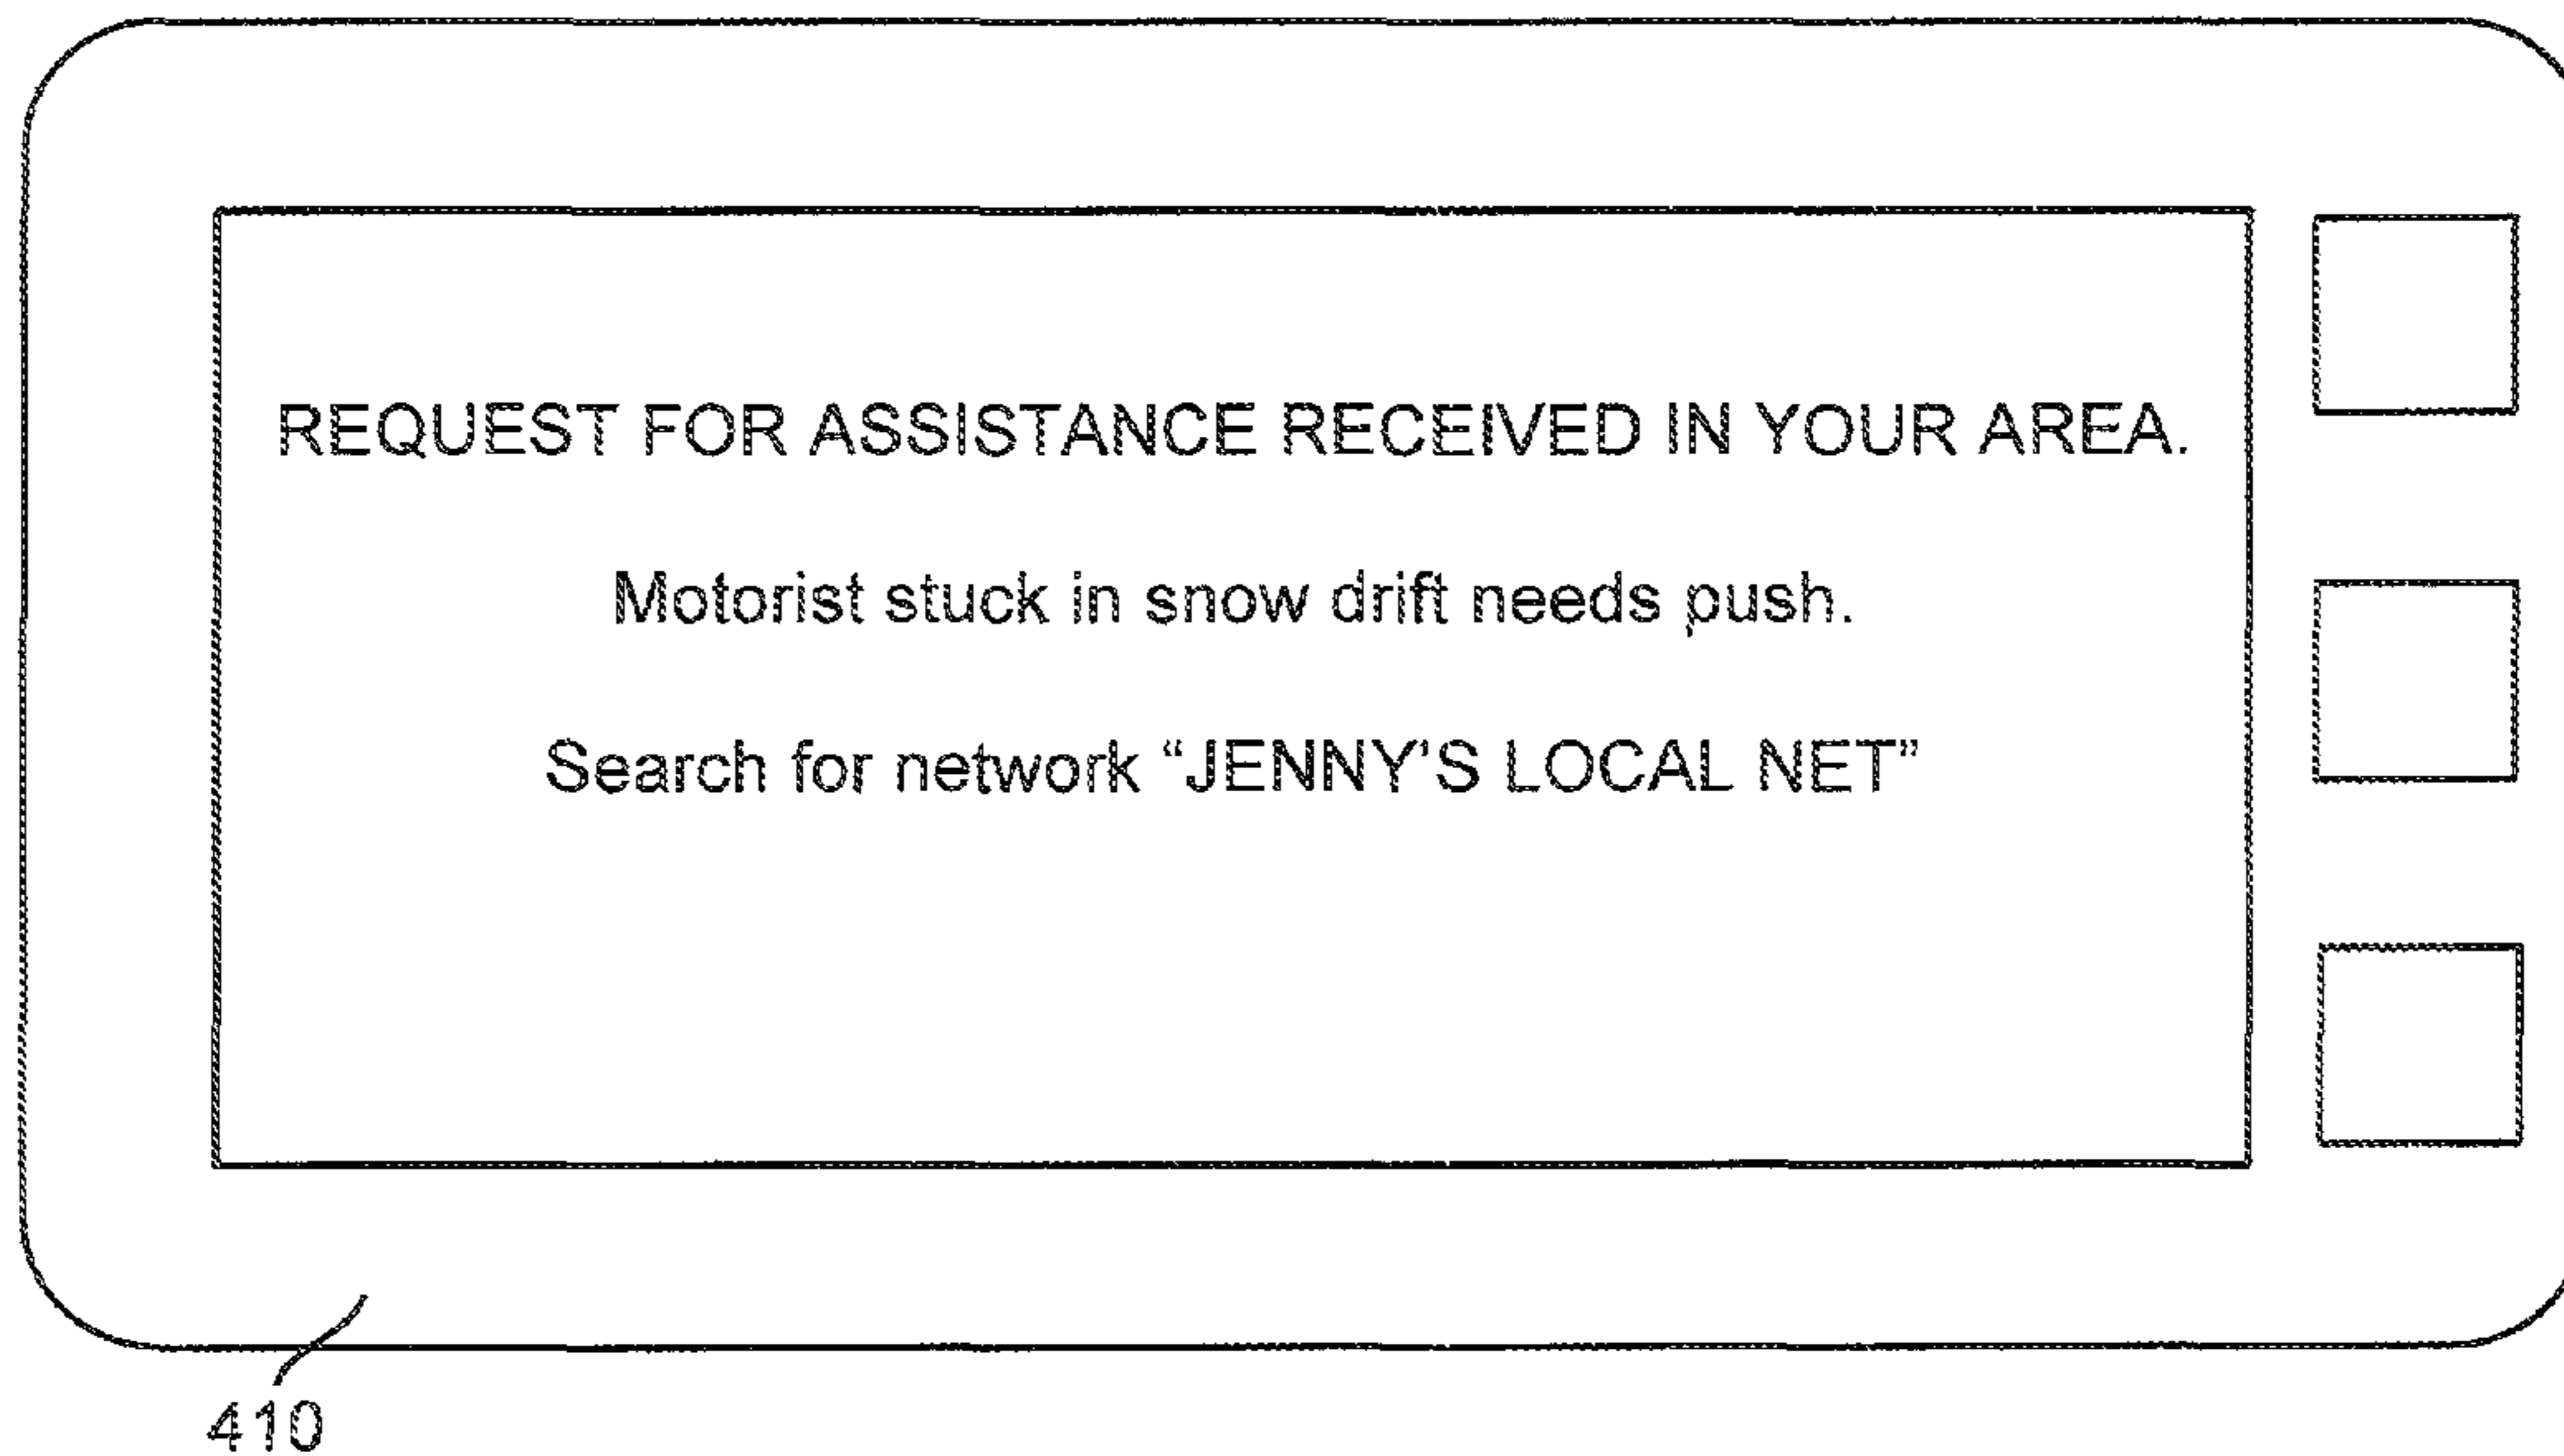 REQUEST FOR ASSISTANCE RECEIVED IN YOUR AREA.
Motorist stuck in snow drift needs push.
Search for network “JENNY’S LOCAL NET”
410